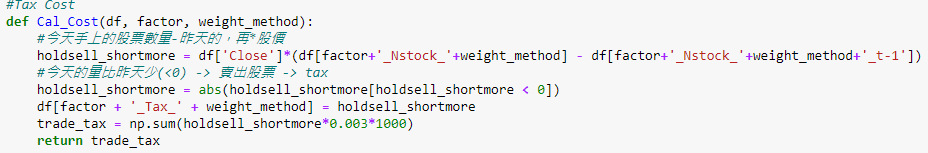 #Tax Cost
def Cal_Cost(df, factor, weight_method):
#今天手上的股票數量-昨天的，再*股價
holdsell_shortmore = df['Close']*(df[factor+'_Nstock_'+weight_method] - df[factor+'_Nstock_'+weight_method+'_t-1'])
#今天的量比昨天少(<0) -> 賣出股票 -> tax
holdsell_shortmore = abs(holdsell_shortmore[holdsell_shortmore < 0])
df[factor + '_Tax_' + weight_method] = holdsell_shortmore
trade_tax = np.sum(holdsell_shortmore*0.003*1000)
return trade_tax